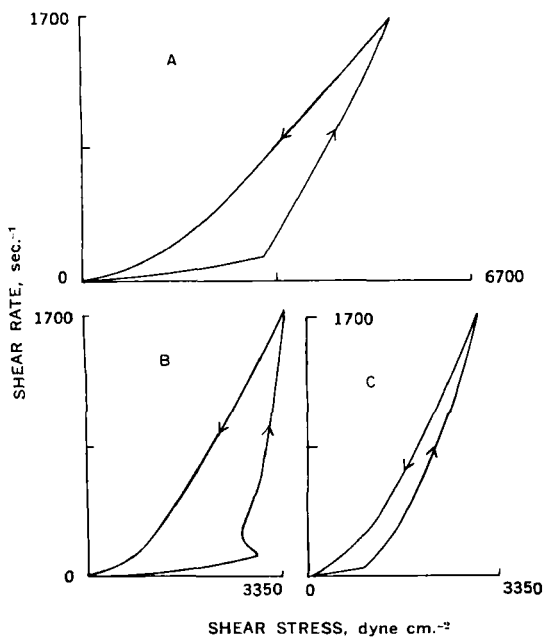 1700
A
SHEAR RATE, sec.⁻¹
0
6700
1700
B
0
3350
1700
C
0
3350
SHEAR STRESS, dyne cm.⁻²